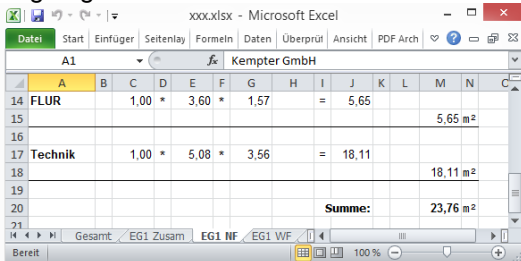 xxx.xlsx - Microsoft Excel
Datei Start Einfüger Seitenlay Formeln Daten Überprüf Ansicht PDF Arch
A1 fx Kempter GmbH
A B C D E F G H I J K L M N
14 FLUR 1,00 * 3,60 * 1,57 = 5,65
15 5,65 m²
16
17 Technik 1,00 * 5,08 * 3,56 = 18,11
18 18,11 m²
19
20 Summe: 23,76 m²
21
Gesamt EG1 Zusam EG1 NF EG1 WF
Bereit 100 %